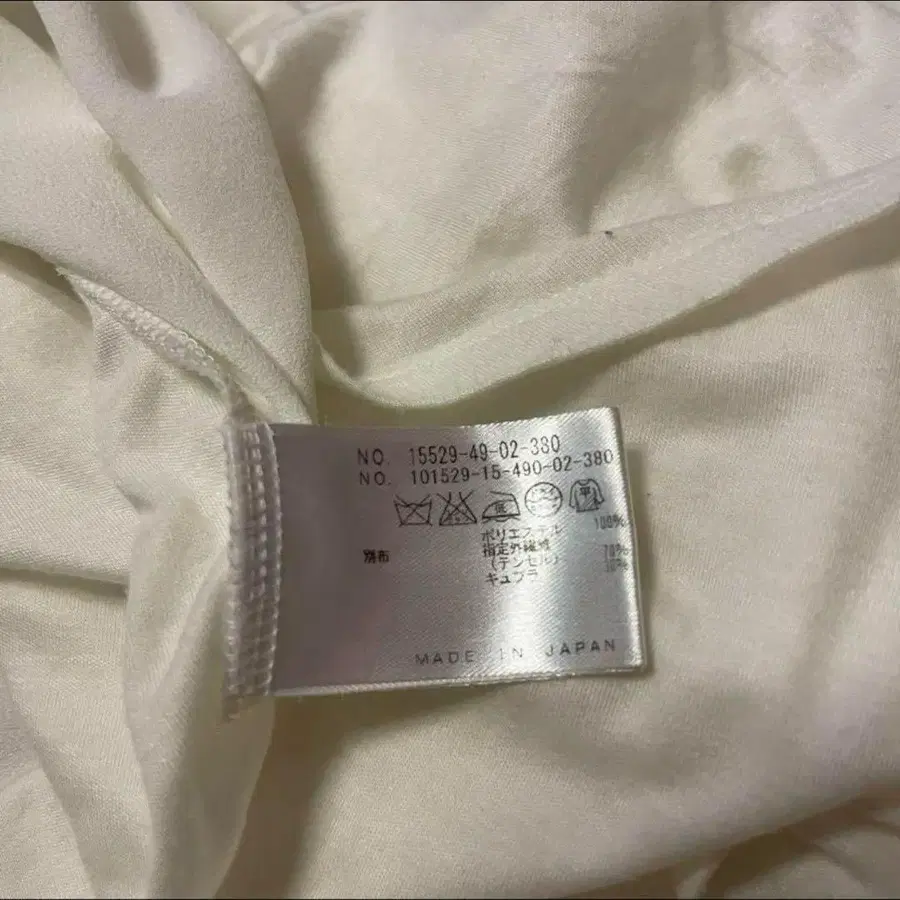 NO. 15529-49-02-380
NO. 101529-15-490-02-380
ポリエステル 100%
別布 指定外繊維 70%
(テンセル)
キュプラ 30%
MADE IN JAPAN